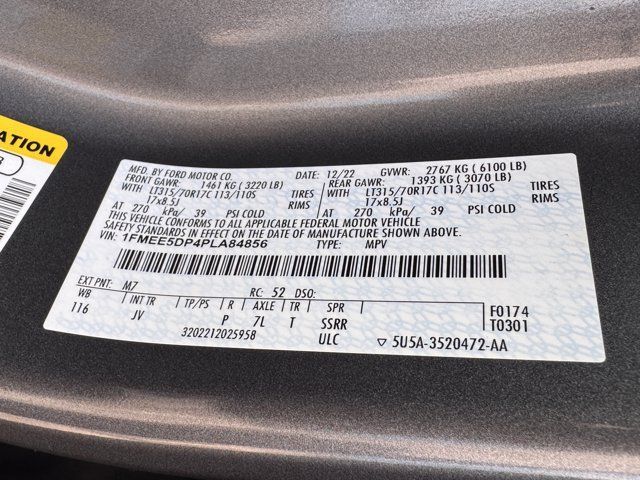 ATION
MFD. BY FORD MOTOR CO. 12/22 GVWR: 2767 KG ( 6100 LB)
FRONT GAWR: 1461 KG ( 3220 LB) REAR GAWR: 1393 KG ( 3070 LB)
WITH LT315/70R17C 113/110S TIRES WITH LT315/70R17C 113/110S TIRES
17x8.5J RIMS 17x8.5J RIMS
AT 270 kPa/ 39 PSI COLD AT 270 kPa/ 39 PSI COLD
THIS VEHICLE CONFORMS TO ALL APPLICABLE FEDERAL MOTOR VEHICLE
SAFETY STANDARDS IN EFFECT ON THE DATE OF MANUFACTURE SHOWN ABOVE.
VIN: 1FMEE5DP4PLA84856 TYPE: MPV
EXT PNT: M7 RC: 52 DSO:
WB INT TR TP/PS R AXLE TR SPR F0174
116 JV P 7L T SSRR T0301
3202212025958 ULC ▽ 5U5A-3520472-AA